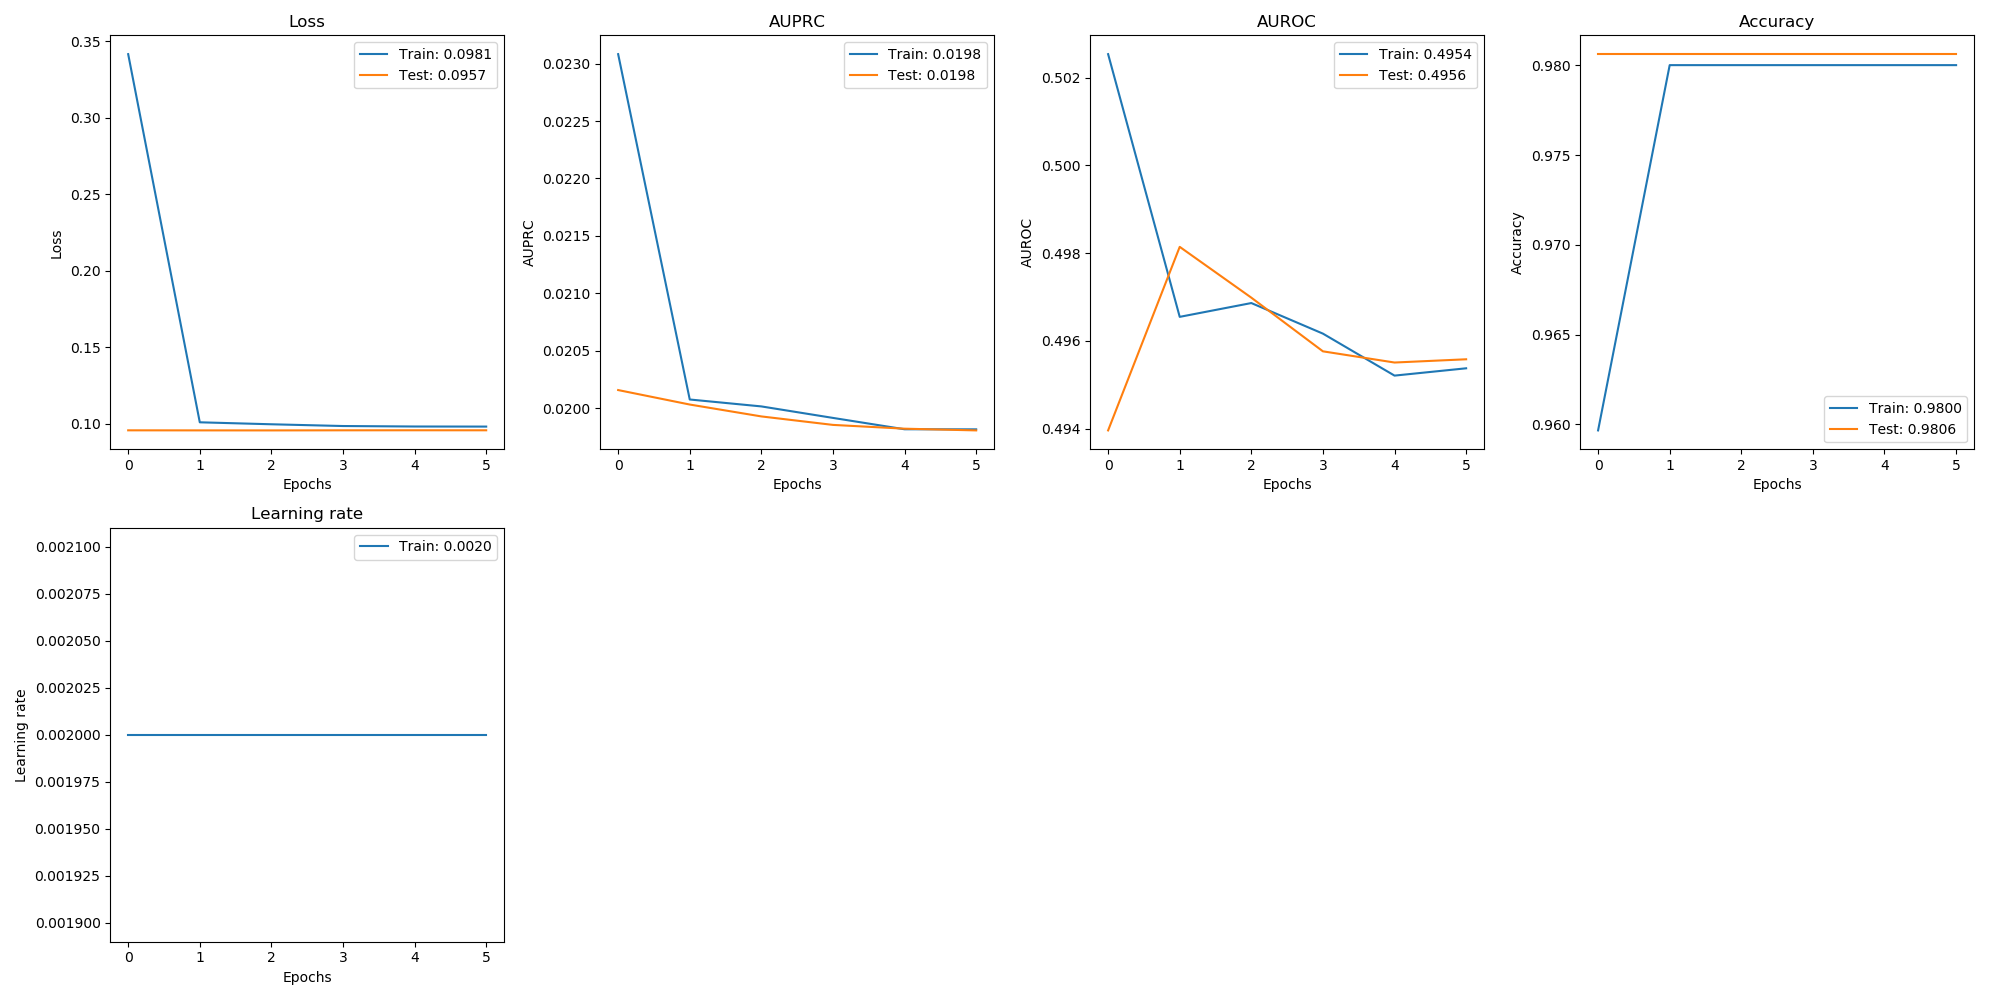 Loss
0.35
0.30
0.25
0.20
0.15
0.10
Loss
0 1 2 3 4 5
Epochs
Train: 0.0981
Test: 0.0957
AUPRC
0.0230
0.0225
0.0220
0.0215
0.0210
0.0205
0.0200
AUPRC
0 1 2 3 4 5
Epochs
Train: 0.0198
Test: 0.0198
AUROC
0.502
0.500
0.498
0.496
0.494
AUROC
0 1 2 3 4 5
Epochs
Train: 0.4954
Test: 0.4956
Accuracy
0.980
0.975
0.970
0.965
0.960
Accuracy
0 1 2 3 4 5
Epochs
Train: 0.9800
Test: 0.9806
Learning rate
0.002100
0.002075
0.002050
0.002025
0.002000
0.001975
0.001950
0.001925
0.001900
Learning rate
0 1 2 3 4 5
Epochs
Train: 0.0020